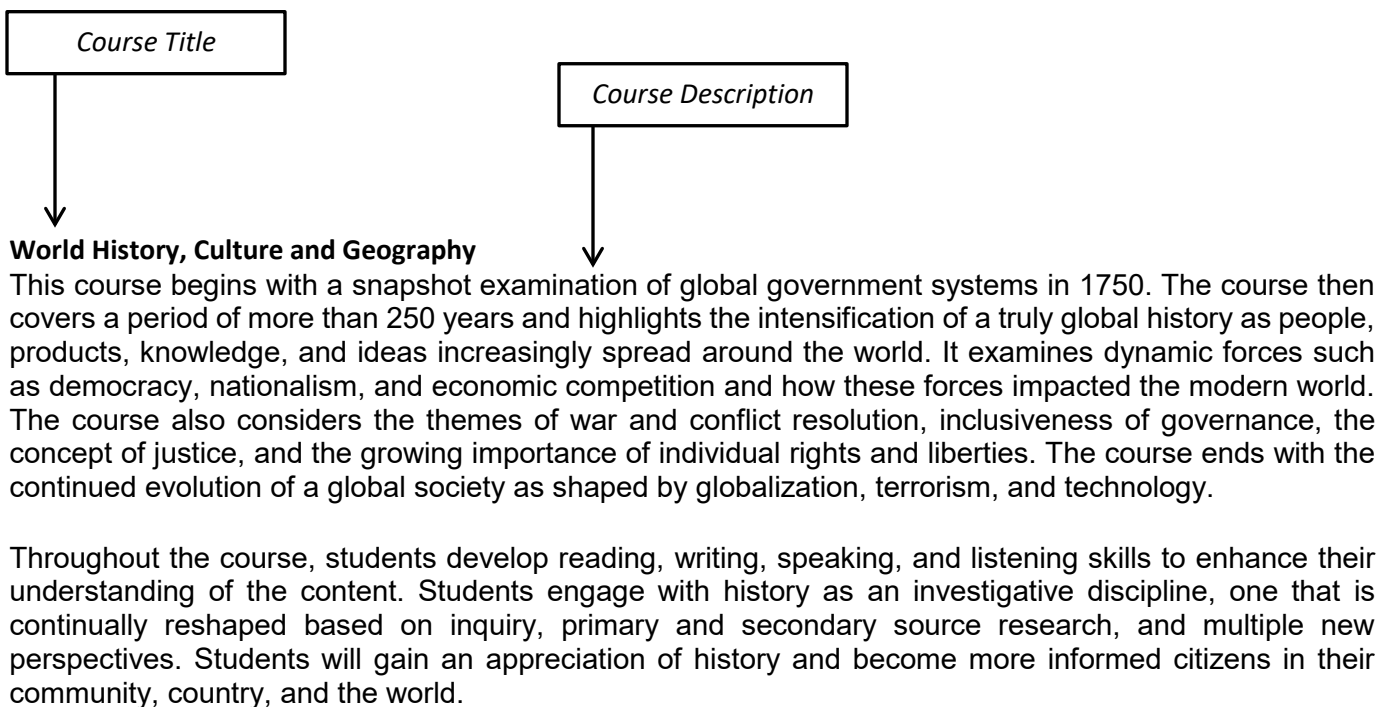 Course Title
Course Description
World History, Culture and Geography
This course begins with a snapshot examination of global government systems in 1750. The course then
covers a period of more than 250 years and highlights the intensification of a truly global history as people,
products, knowledge, and ideas increasingly spread around the world. It examines dynamic forces such
as democracy, nationalism, and economic competition and how these forces impacted the modern world.
The course also considers the themes of war and conflict resolution, inclusiveness of governance, the
concept of justice, and the growing importance of individual rights and liberties. The course ends with the
continued evolution of a global society as shaped by globalization, terrorism, and technology.
Throughout the course, students develop reading, writing, speaking, and listening skills to enhance their
understanding of the content. Students engage with history as an investigative discipline, one that is
continually reshaped based on inquiry, primary and secondary source research, and multiple new
perspectives. Students will gain an appreciation of history and become more informed citizens in their
community, country, and the world.